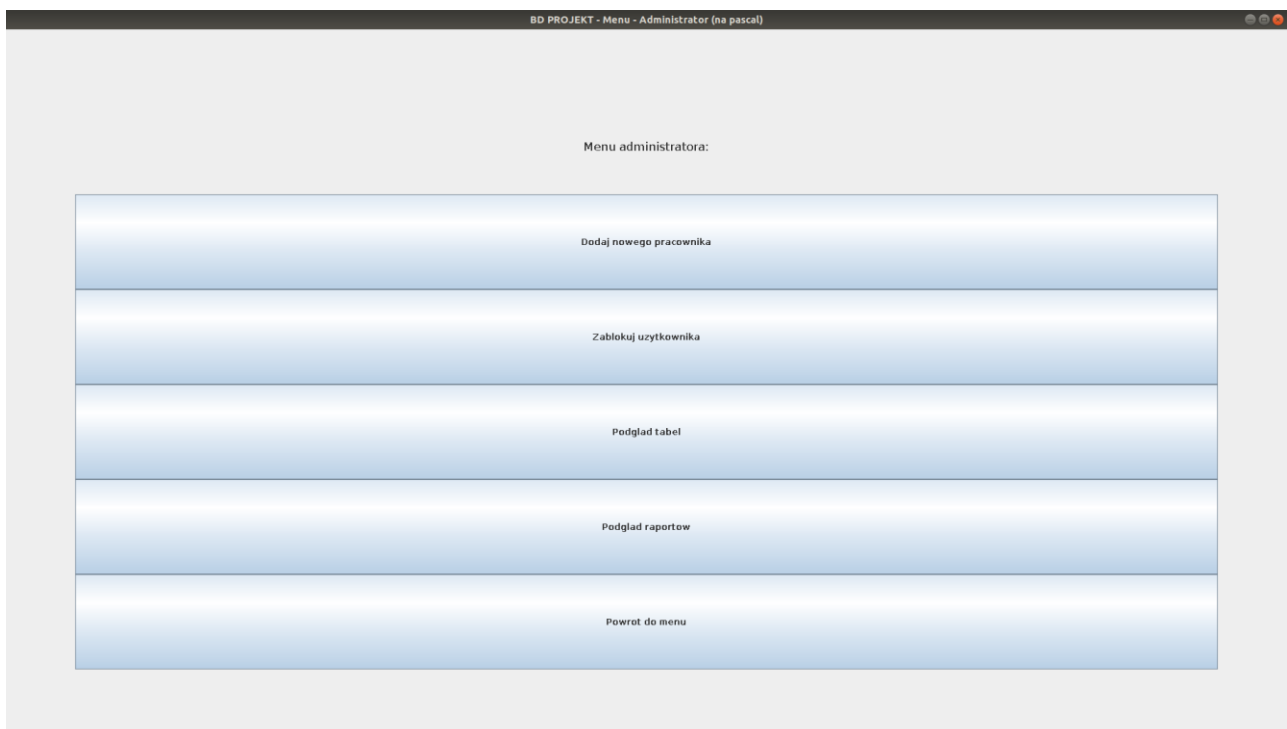 BD PROJEKT - Menu - Administrator (na pascal)
Menu administratora:
Dodaj nowego pracownika
Zablokuj uzytkownika
Podglad tabel
Podglad raportow
Powrot do menu